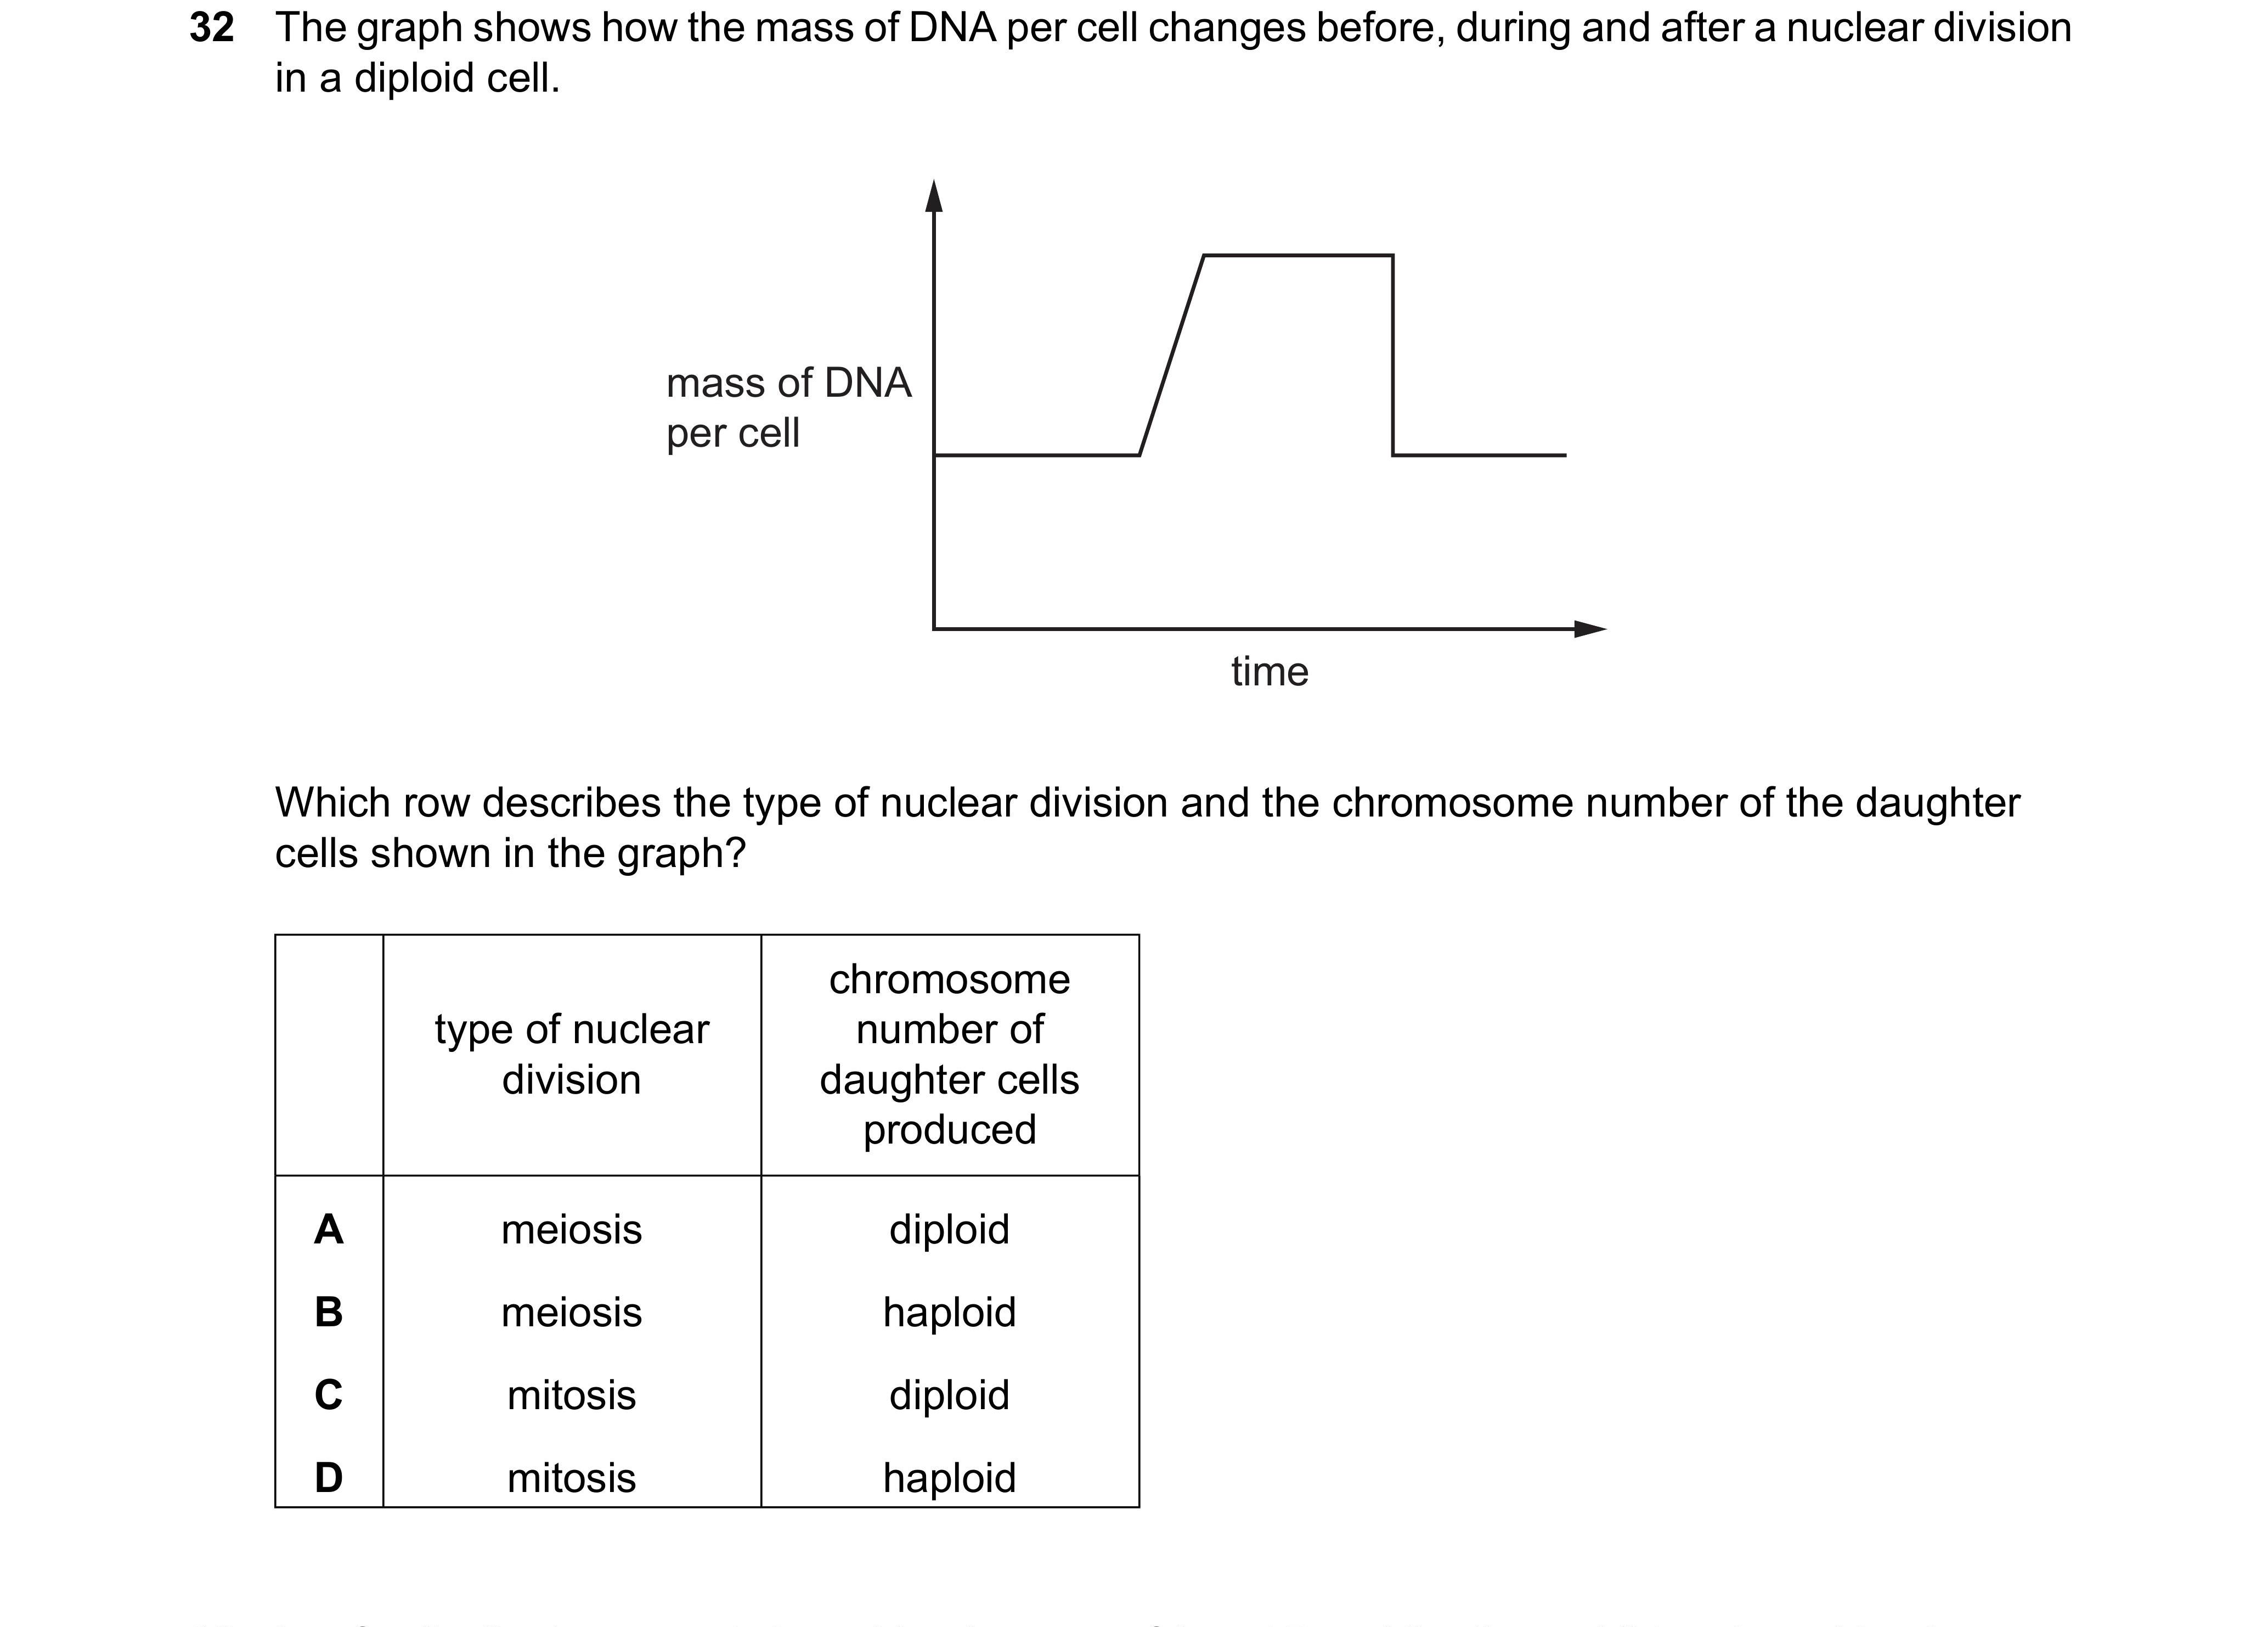 32 The graph shows how the mass of DNA per cell changes before, during and after a nuclear division
in a diploid cell.
mass of DNA
per cell
time
Which row describes the type of nuclear division and the chromosome number of the daughter
cells shown in the graph?
type of nuclear
division
chromosome
number of
daughter cells
produced
A meiosis diploid
B meiosis haploid
C mitosis diploid
D mitosis haploid